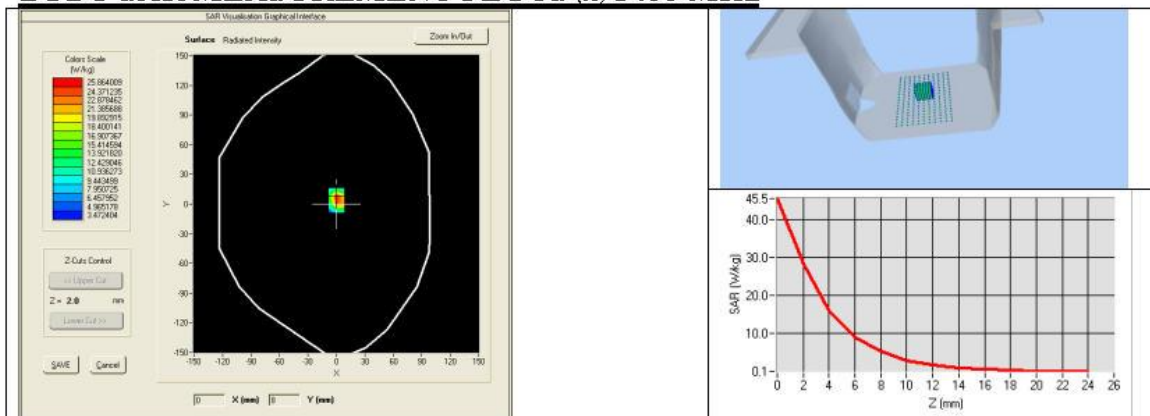 SAR Visualisation Graphical Interface
Surface Radiated Intensity
Zoom In/Out
Colors Scale
(W/kg)
25.864009
24.371235
22.878462
21.385688
19.892915
18.400141
16.907367
15.414594
13.921820
12.429046
10.936273
9.443499
7.950725
6.457952
4.965178
3.472404
Z-Cuts Control
<< Upper Cut
Z = 2.0 mm
Lower Cut >>
SAVE Cancel
150
120
90
60
30
0
-30
-60
-90
-120
-150
Y
-150 -120 -90 -60 -30 0 30 60 90 120 150
X
0 X (mm) 0 Y (mm)
45.5
40.0
30.0
20.0
10.0
0.1
SAR (W/kg)
0 2 4 6 8 10 12 14 16 18 20 22 24 26
Z (mm)